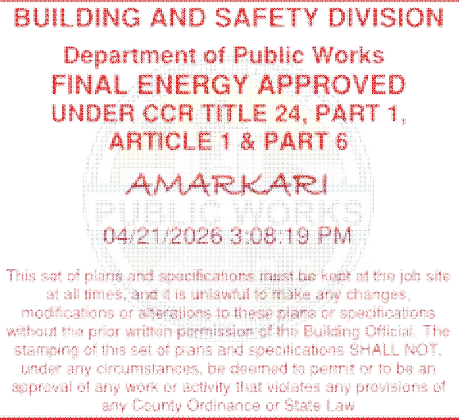 BUILDING AND SAFETY DIVISION
Department of Public Works
FINAL ENERGY APPROVED
UNDER CCR TITLE 24, PART 1,
ARTICLE 1 & PART 6
AMARKARI
PUBLIC WORKS
04/21/2026 3:08:19 PM
This set of plans and specifications must be kept at the job site
at all times, and it is unlawful to make any changes,
modifications or alterations to these plans or specifications
without the prior written permission of the Building Official. The
stamping of this set of plans and specifications SHALL NOT,
under any circumstances, be deemed to permit or to be an
approval of any work or activity that violates any provisions of
any County Ordinance or State Law